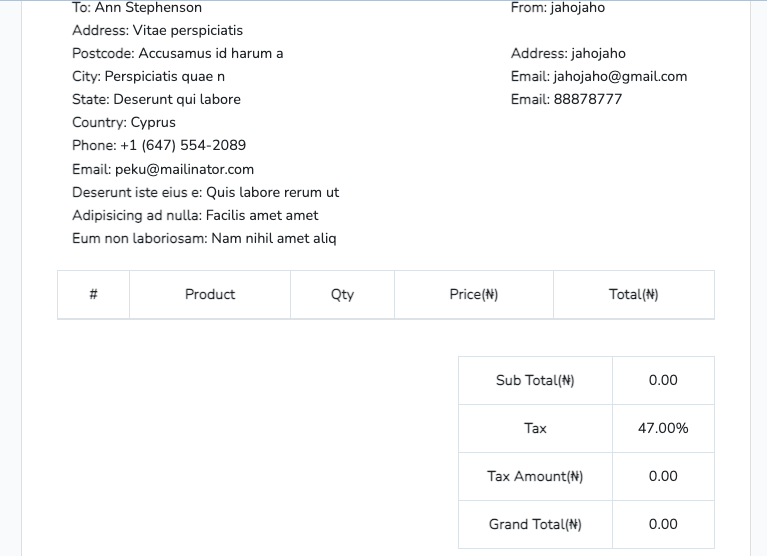 To: Ann Stephenson
Address: Vitae perspiciatis
Postcode: Accusamus id harum a
City: Perspiciatis quae n
State: Deserunt qui labore
Country: Cyprus
Phone: +1 (647) 554-2089
Email: peku@mailinator.com
Deserunt iste eius e: Quis labore rerum ut
Adipisicing ad nulla: Facilis amet amet
Eum non laboriosam: Nam nihil amet aliq
From: jahojaho
Address: jahojaho
Email: jahojaho@gmail.com
Email: 88878777
# Product Qty Price(₦) Total(₦)
Sub Total(₦) 0.00
Tax 47.00%
Tax Amount(₦) 0.00
Grand Total(₦) 0.00